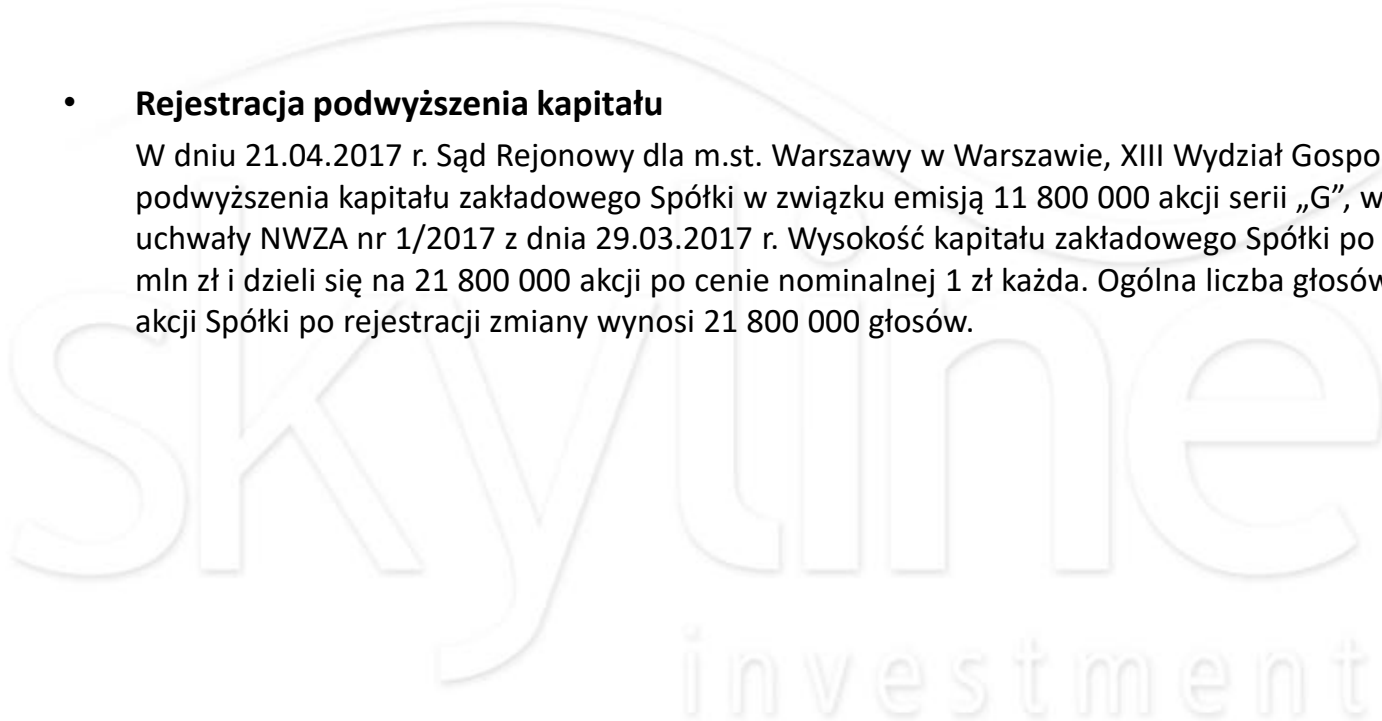 • Rejestracja podwyższenia kapitału
W dniu 21.04.2017 r. Sąd Rejonowy dla m.st. Warszawy w Warszawie, XIII Wydział Gospo
podwyższenia kapitału zakładowego Spółki w związku emisją 11 800 000 akcji serii „G”, w
uchwały NWZA nr 1/2017 z dnia 29.03.2017 r. Wysokość kapitału zakładowego Spółki po
mln zł i dzieli się na 21 800 000 akcji po cenie nominalnej 1 zł każda. Ogólna liczba głosów
akcji Spółki po rejestracji zmiany wynosi 21 800 000 głosów.
skyline
investment